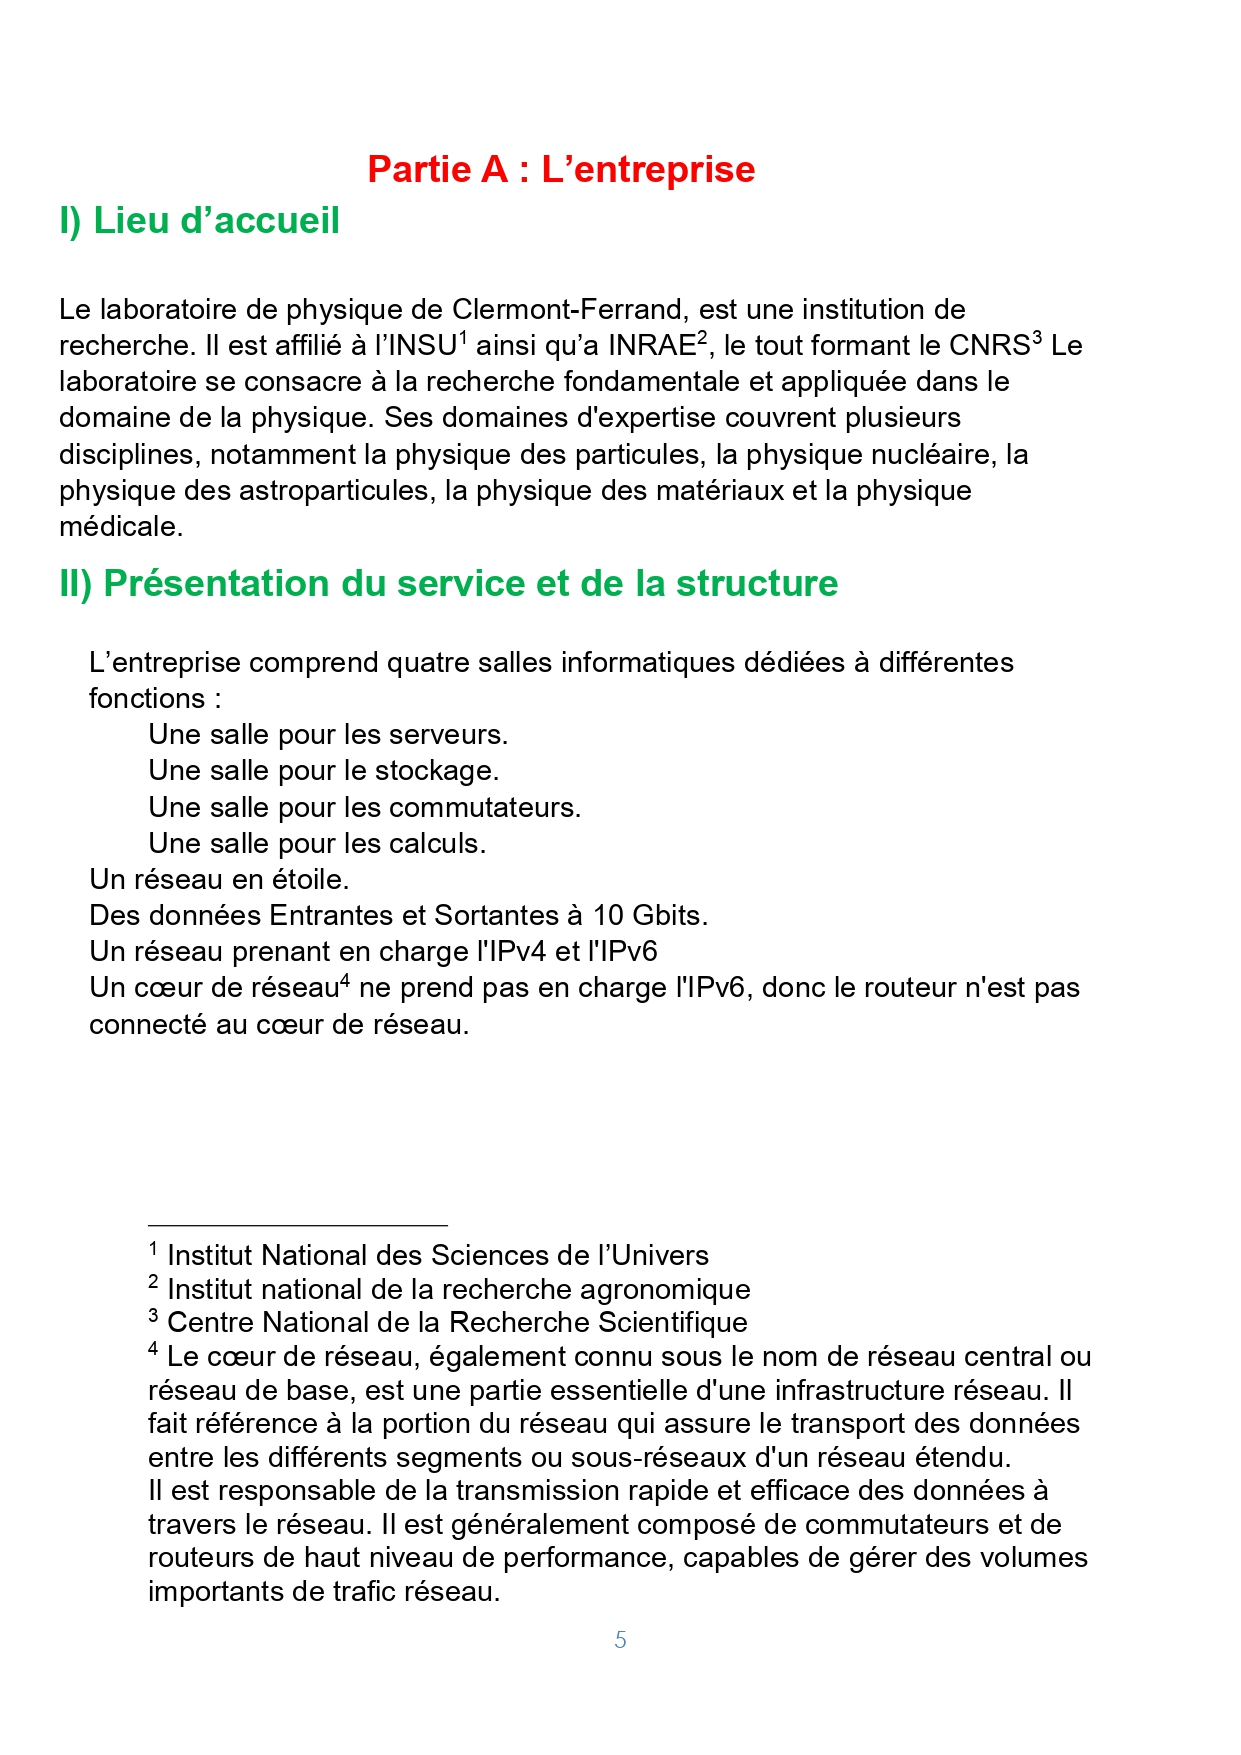 Partie A : L’entreprise
I) Lieu d’accueil
Le laboratoire de physique de Clermont-Ferrand, est une institution de
recherche. Il est affilié à l’INSU¹ ainsi qu’a INRAE², le tout formant le CNRS³ Le
laboratoire se consacre à la recherche fondamentale et appliquée dans le
domaine de la physique. Ses domaines d'expertise couvrent plusieurs
disciplines, notamment la physique des particules, la physique nucléaire, la
physique des astroparticules, la physique des matériaux et la physique
médicale.
II) Présentation du service et de la structure
L’entreprise comprend quatre salles informatiques dédiées à différentes
fonctions :
Une salle pour les serveurs.
Une salle pour le stockage.
Une salle pour les commutateurs.
Une salle pour les calculs.
Un réseau en étoile.
Des données Entrantes et Sortantes à 10 Gbits.
Un réseau prenant en charge l'IPv4 et l'IPv6
Un cœur de réseau⁴ ne prend pas en charge l'IPv6, donc le routeur n'est pas
connecté au cœur de réseau.
¹ Institut National des Sciences de l’Univers
² Institut national de la recherche agronomique
³ Centre National de la Recherche Scientifique
⁴ Le cœur de réseau, également connu sous le nom de réseau central ou
réseau de base, est une partie essentielle d'une infrastructure réseau. Il
fait référence à la portion du réseau qui assure le transport des données
entre les différents segments ou sous-réseaux d'un réseau étendu.
Il est responsable de la transmission rapide et efficace des données à
travers le réseau. Il est généralement composé de commutateurs et de
routeurs de haut niveau de performance, capables de gérer des volumes
importants de trafic réseau.
5